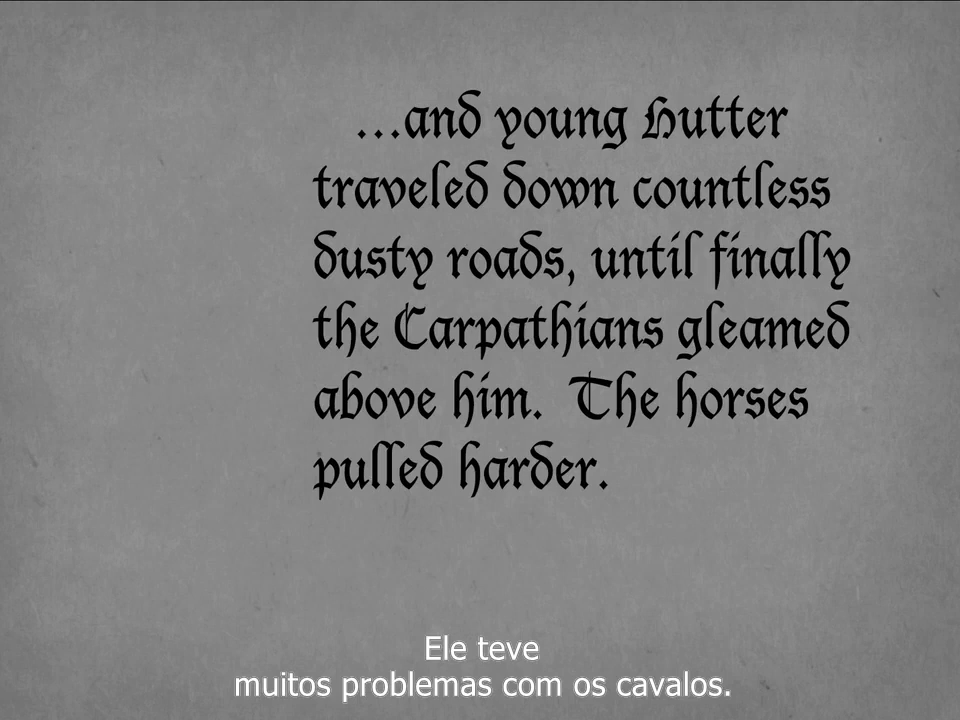 ...and young Hutter
traveled down countless
dusty roads, until finally
the Carpathians gleamed
above him. The horses
pulled harder.
Ele teve
muitos problemas com os cavalos.